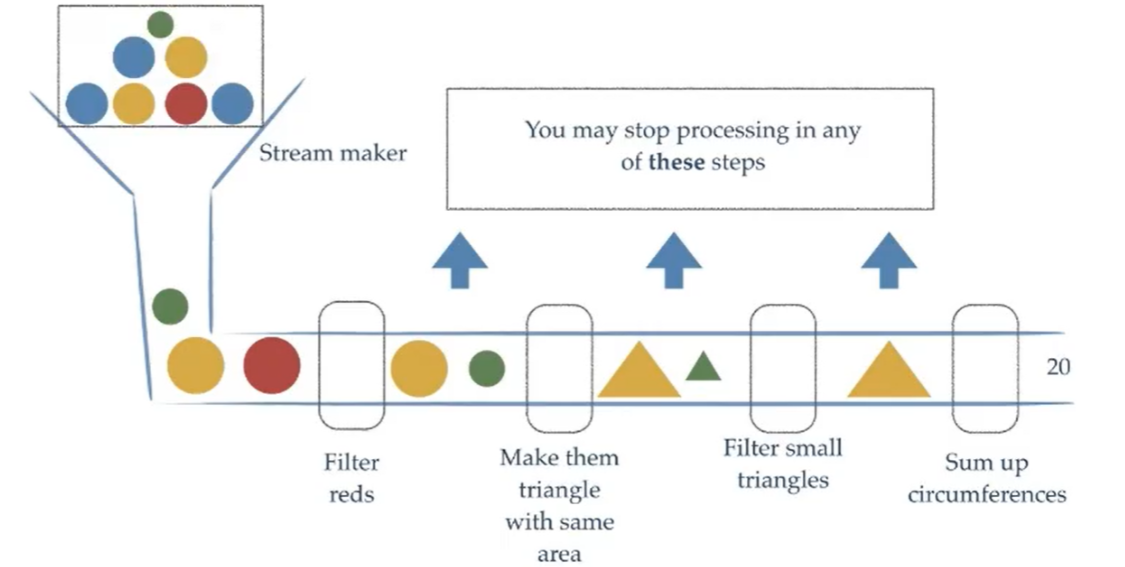 Stream maker
You may stop processing in any
of these steps
20
Filter
reds
Make them
triangle
with same
area
Filter small
triangles
Sum up
circumferences